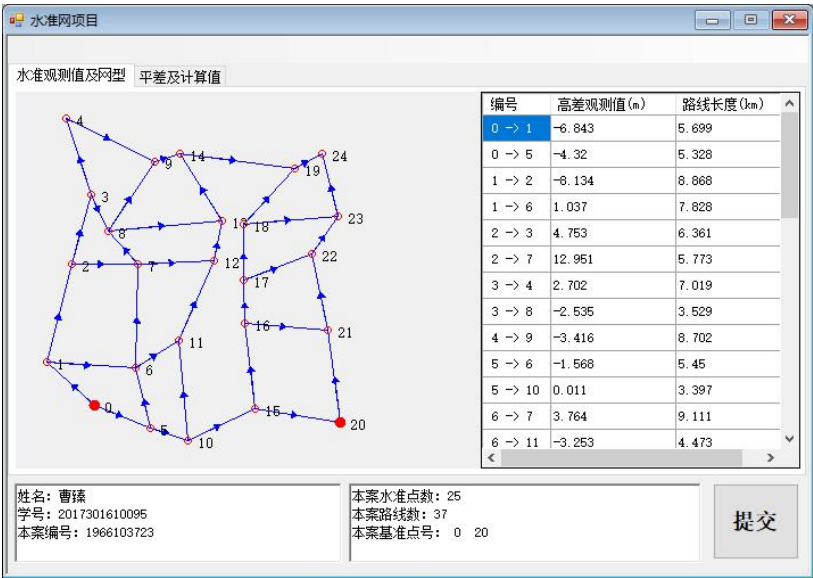 水准网项目
水准观测值及网型 平差及计算值
4
9
14
24
19
3
8
13
18
23
2
7
12
22
17
16
21
11
1
6
0
5
10
15
20
编号 高差观测值(m) 路线长度(km)
0 -> 1 -6.843 5.699
0 -> 5 -4.32 5.328
1 -> 2 -8.134 8.868
1 -> 6 1.037 7.828
2 -> 3 4.753 6.361
2 -> 7 12.951 5.773
3 -> 4 2.702 7.019
3 -> 8 -2.535 3.529
4 -> 9 -3.416 8.702
5 -> 6 -1.568 5.45
5 -> 10 0.011 3.397
6 -> 7 3.764 9.111
6 -> 11 -3.253 4.473
姓名: 曹臻
学号: 2017301610095
本案编号: 1966103723
本案水准点数: 25
本案路线数: 37
本案基准点号: 0 20
提交